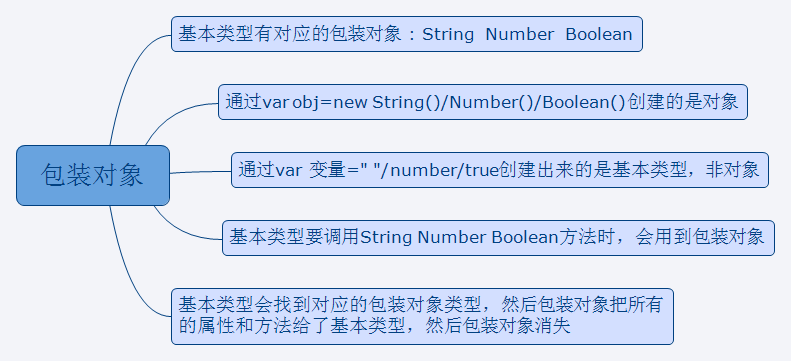 基本类型有对应的包装对象：String Number Boolean
通过var obj=new String()/Number()/Boolean()创建的是对象
包装对象
通过var 变量=" "/number/true创建出来的是基本类型，非对象
基本类型要调用String Number Boolean方法时，会用到包装对象
基本类型会找到对应的包装对象类型，然后包装对象把所有
的属性和方法给了基本类型，然后包装对象消失